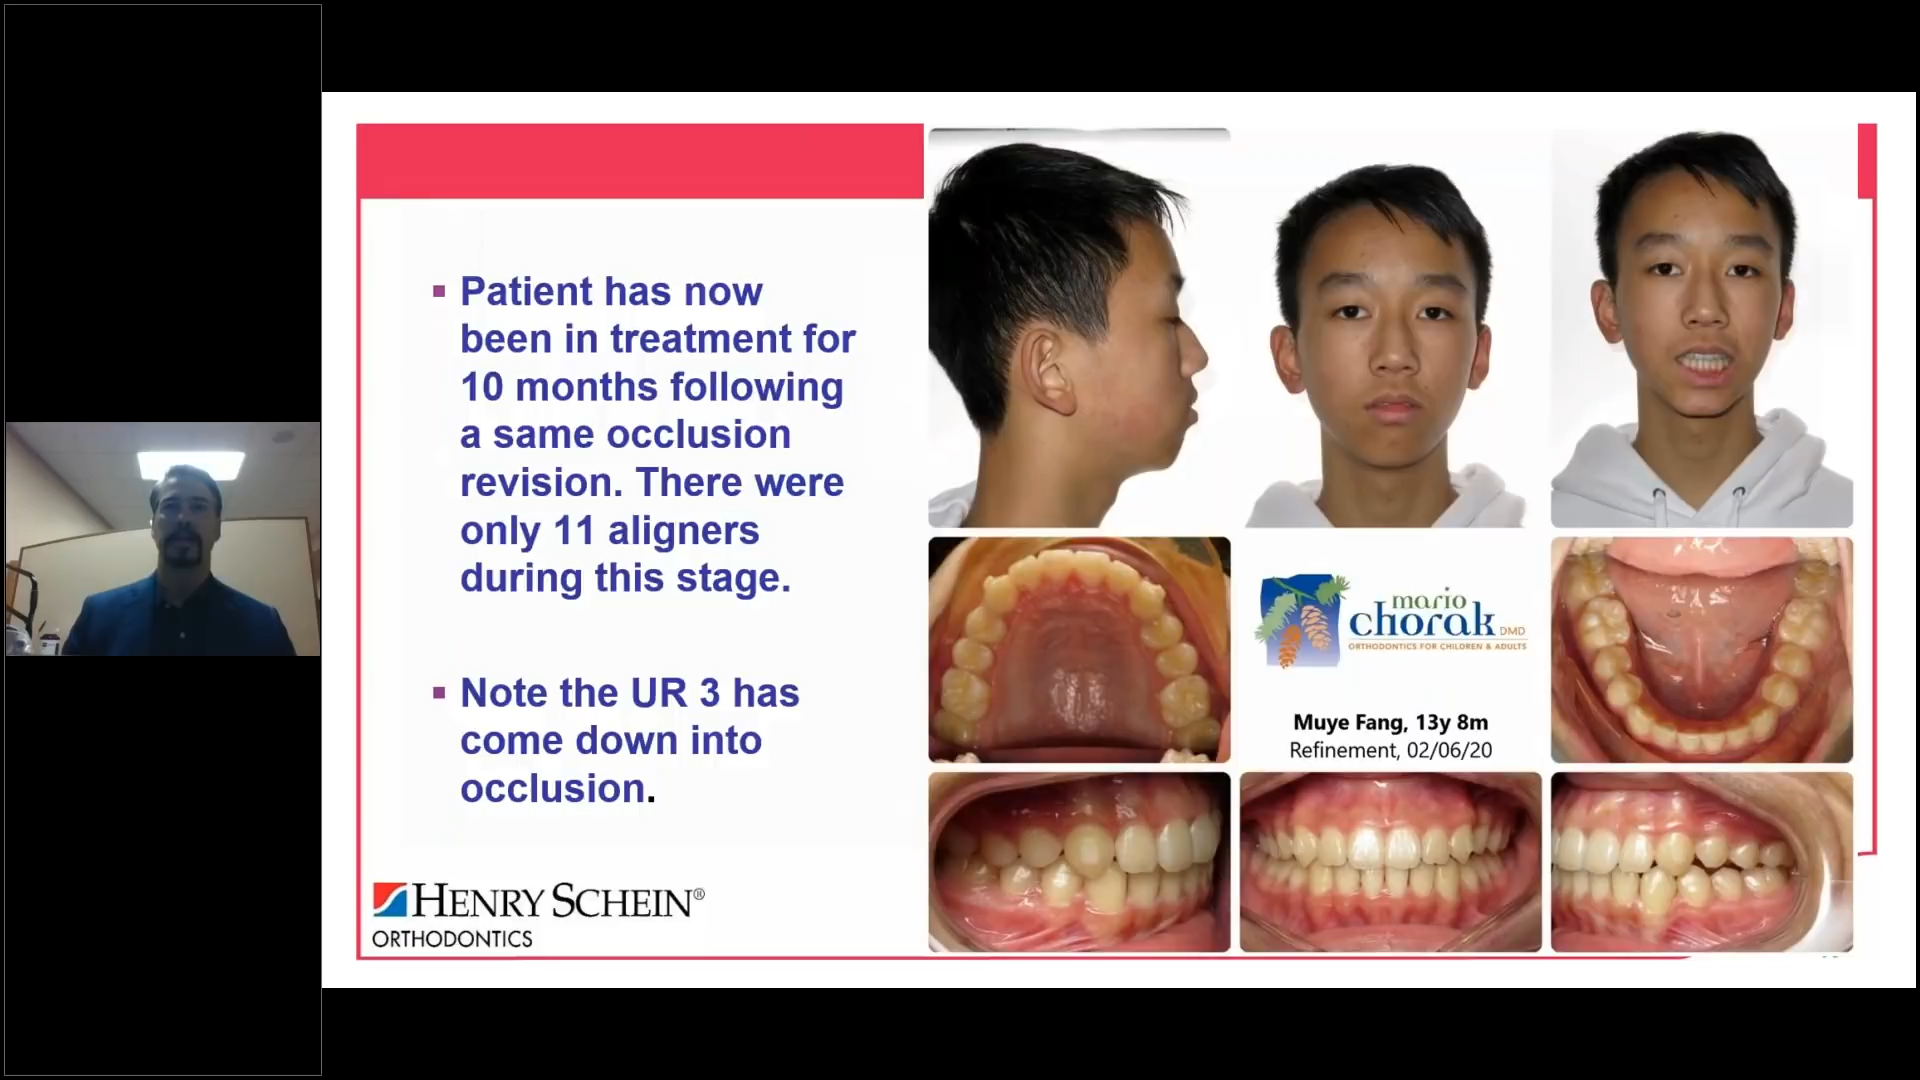 ▪ Patient has now
been in treatment for
10 months following
a same occlusion
revision. There were
only 11 aligners
during this stage.
▪ Note the UR 3 has
come down into
occlusion.
HENRY SCHEIN®
ORTHODONTICS
mario
chorak DMD
ORTHODONTICS FOR CHILDREN & ADULTS
Muye Fang, 13y 8m
Refinement, 02/06/20